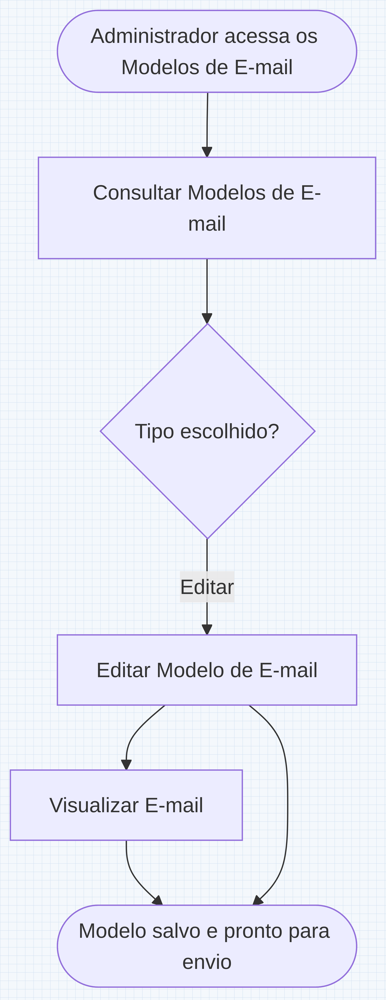 Administrador acessa os
Modelos de E-mail
Consultar Modelos de E-
mail
Tipo escolhido?
Editar
Editar Modelo de E-mail
Visualizar E-mail
Modelo salvo e pronto para
envio